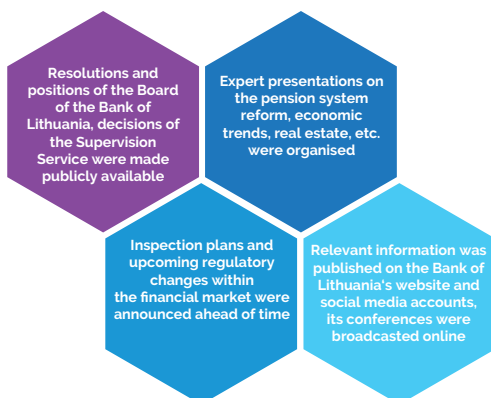 Resolutions and
positions of the Board
of the Bank of
Lithuania, decisions of
the Supervision
Service were made
publicly available
Expert presentations on
the pension system
reform, economic
trends, real estate, etc.
were organised
Inspection plans and
upcoming regulatory
changes within
the financial market were
announced ahead of time
Relevant information was
published on the Bank of
Lithuania's website and
social media accounts,
its conferences were
broadcasted online